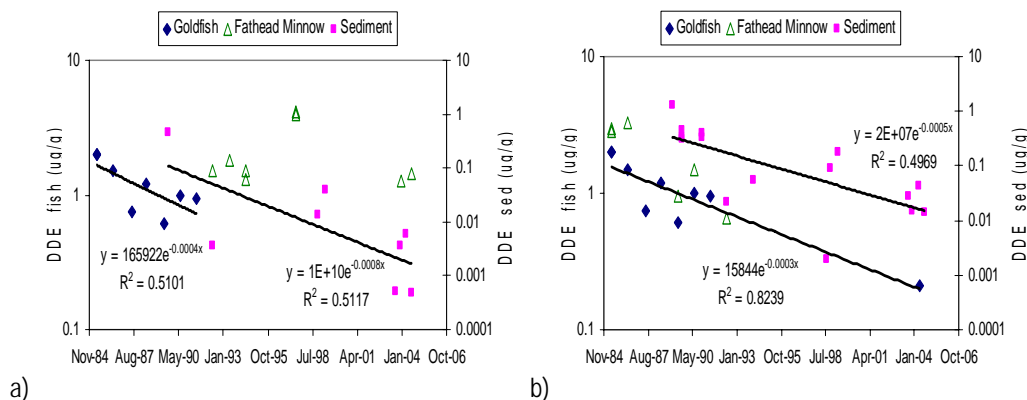 Goldfish Fathead Minnow Sediment
10
1
0.1
DDE fish (ug/g)
10
1
0.1
0.01
0.001
0.0001
DDE sed (ug/g)
y = 165922e^-0.0004x
R² = 0.5101
y = 1E+10e^-0.0008x
R² = 0.5117
Nov-84 Aug-87 May-90 Jan-93 Oct-95 Jul-98 Apr-01 Jan-04 Oct-06
a)
Goldfish Fathead Minnow Sediment
10
1
0.1
DDE fish (ug/g)
10
1
0.1
0.01
0.001
0.0001
DDE sed (ug/g)
y = 2E+07e^-0.0005x
R² = 0.4969
y = 15844e^-0.0003x
R² = 0.8239
Nov-84 Aug-87 May-90 Jan-93 Oct-95 Jul-98 Apr-01 Jan-04 Oct-06
b)